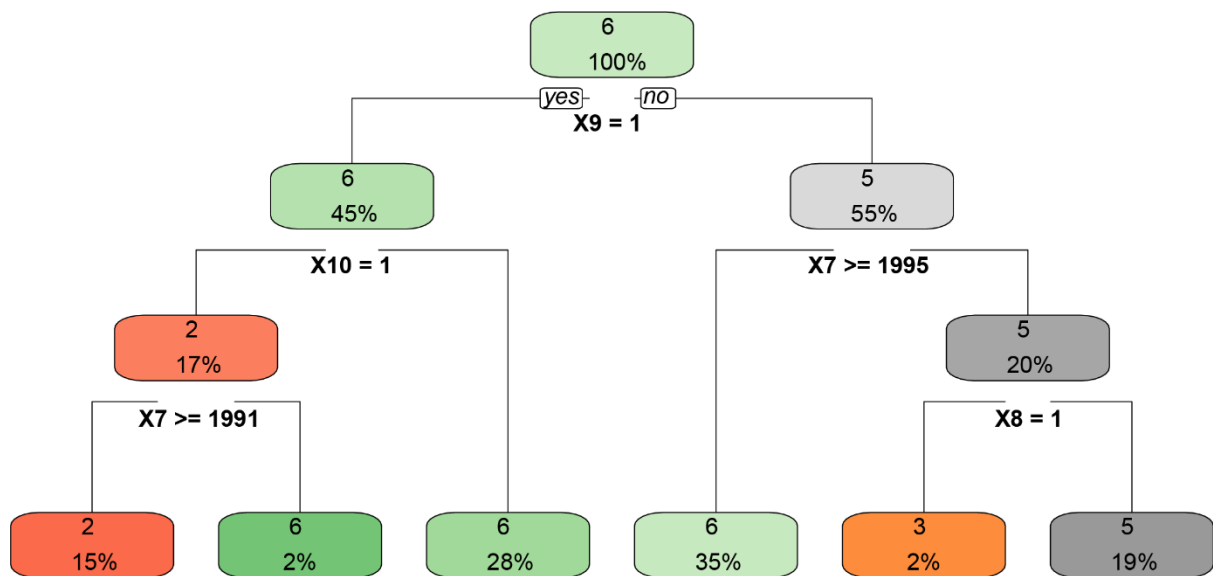 6
100%
yes no
X9 = 1
6 5
45% 55%
X10 = 1 X7 >= 1995
2 5
17% 20%
X7 >= 1991 X8 = 1
2 6 6 6 3 5
15% 2% 28% 35% 2% 19%